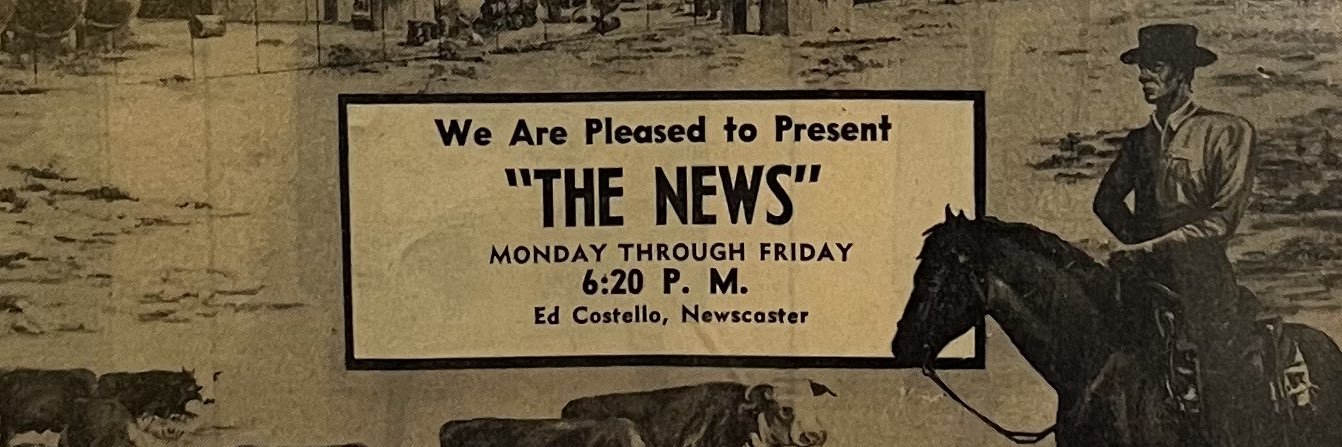 We Are Pleased to Present
"THE NEWS"
MONDAY THROUGH FRIDAY
6:20 P. M.
Ed Costello, Newscaster